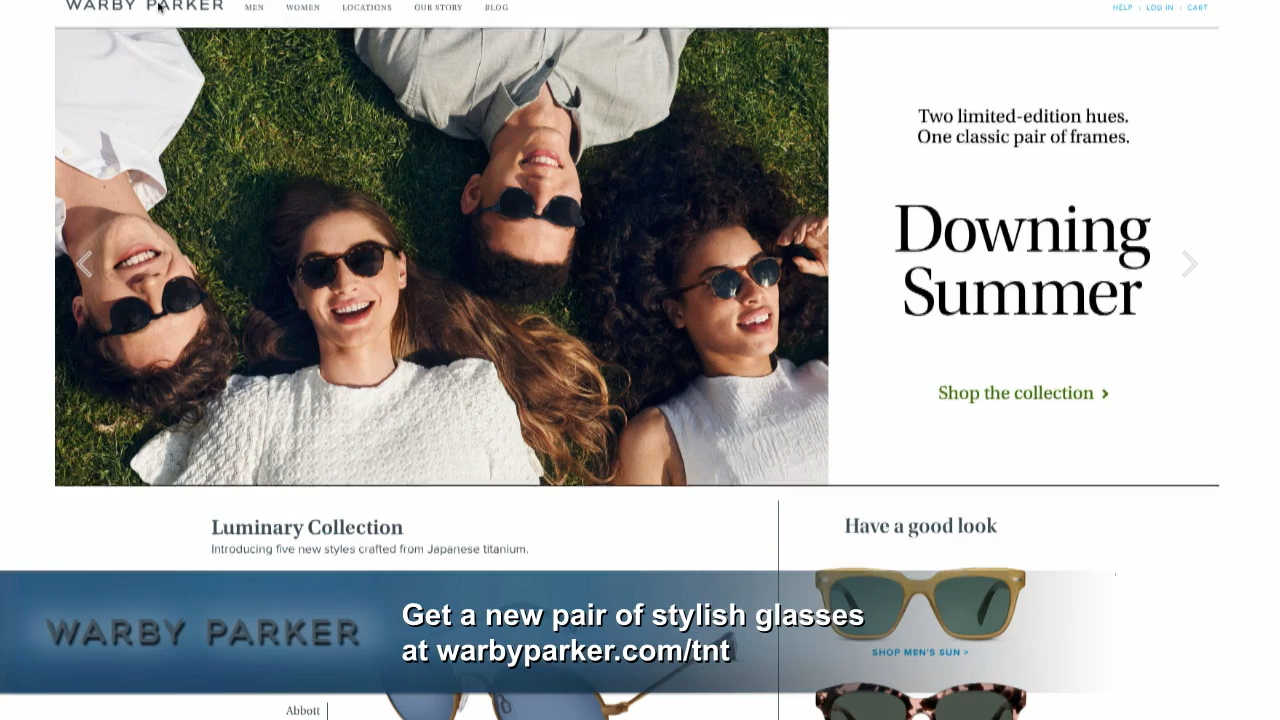 WARBY PARKER
MEN WOMEN LOCATIONS OUR STORY BLOG
HELP | LOG IN | CART
Two limited-edition hues.
One classic pair of frames.
Downing
Summer
Shop the collection >
Luminary Collection
Introducing five new styles crafted from Japanese titanium.
Have a good look
SHOP MEN'S SUN >
WARBY PARKER
Get a new pair of stylish glasses
at warbyparker.com/tnt
Abbott